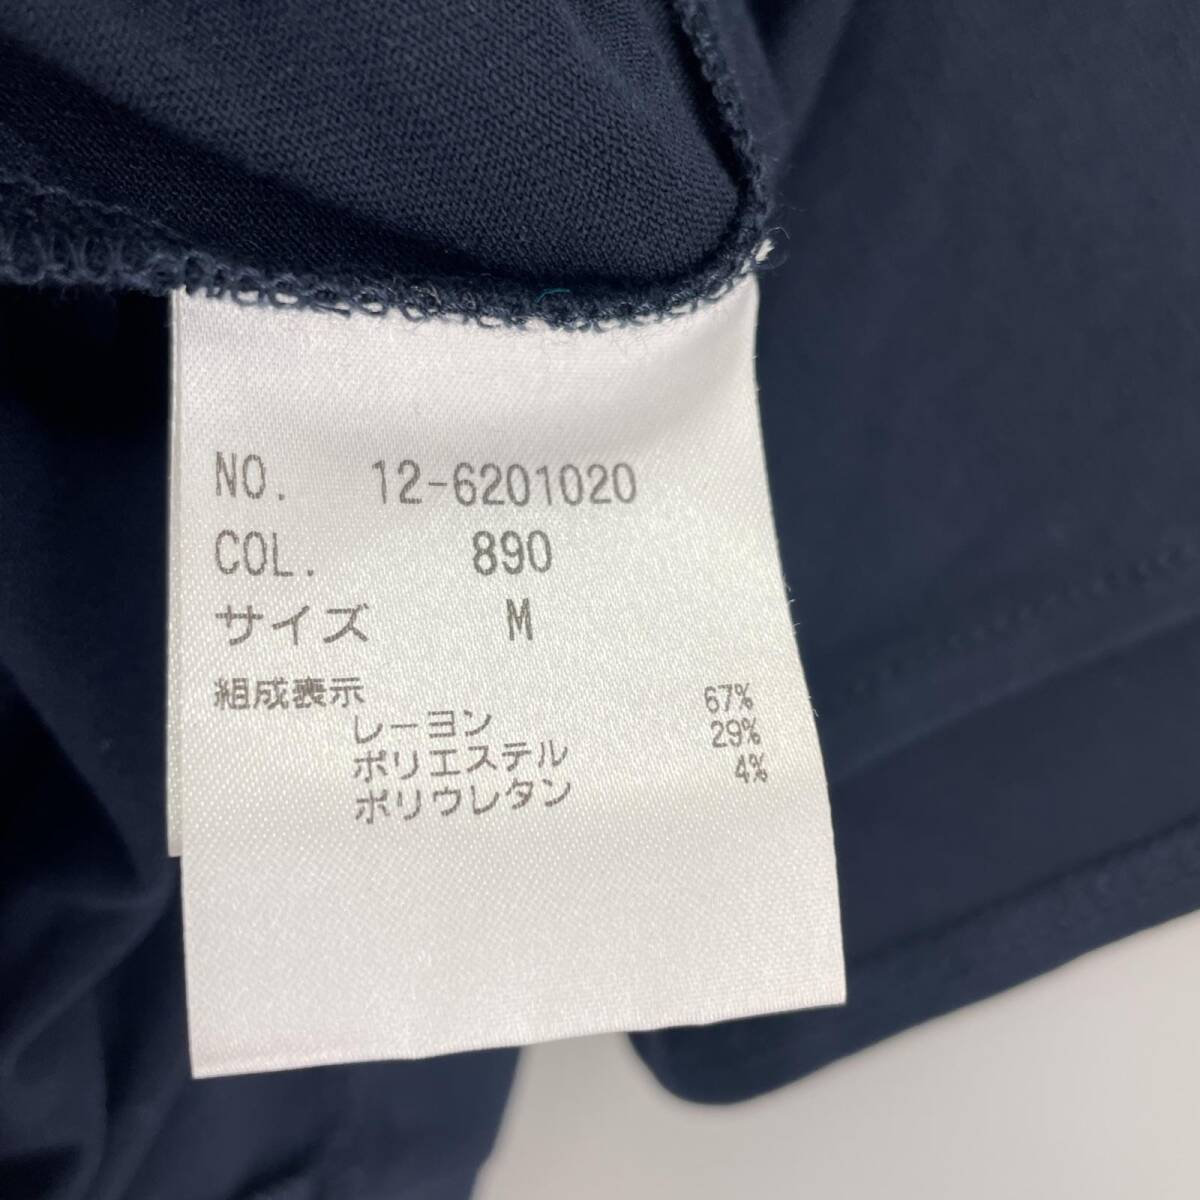 NO. 12-6201020
COL. 890
サイズ M
組成表示
レーヨン 67%
ポリエステル 29%
ポリウレタン 4%